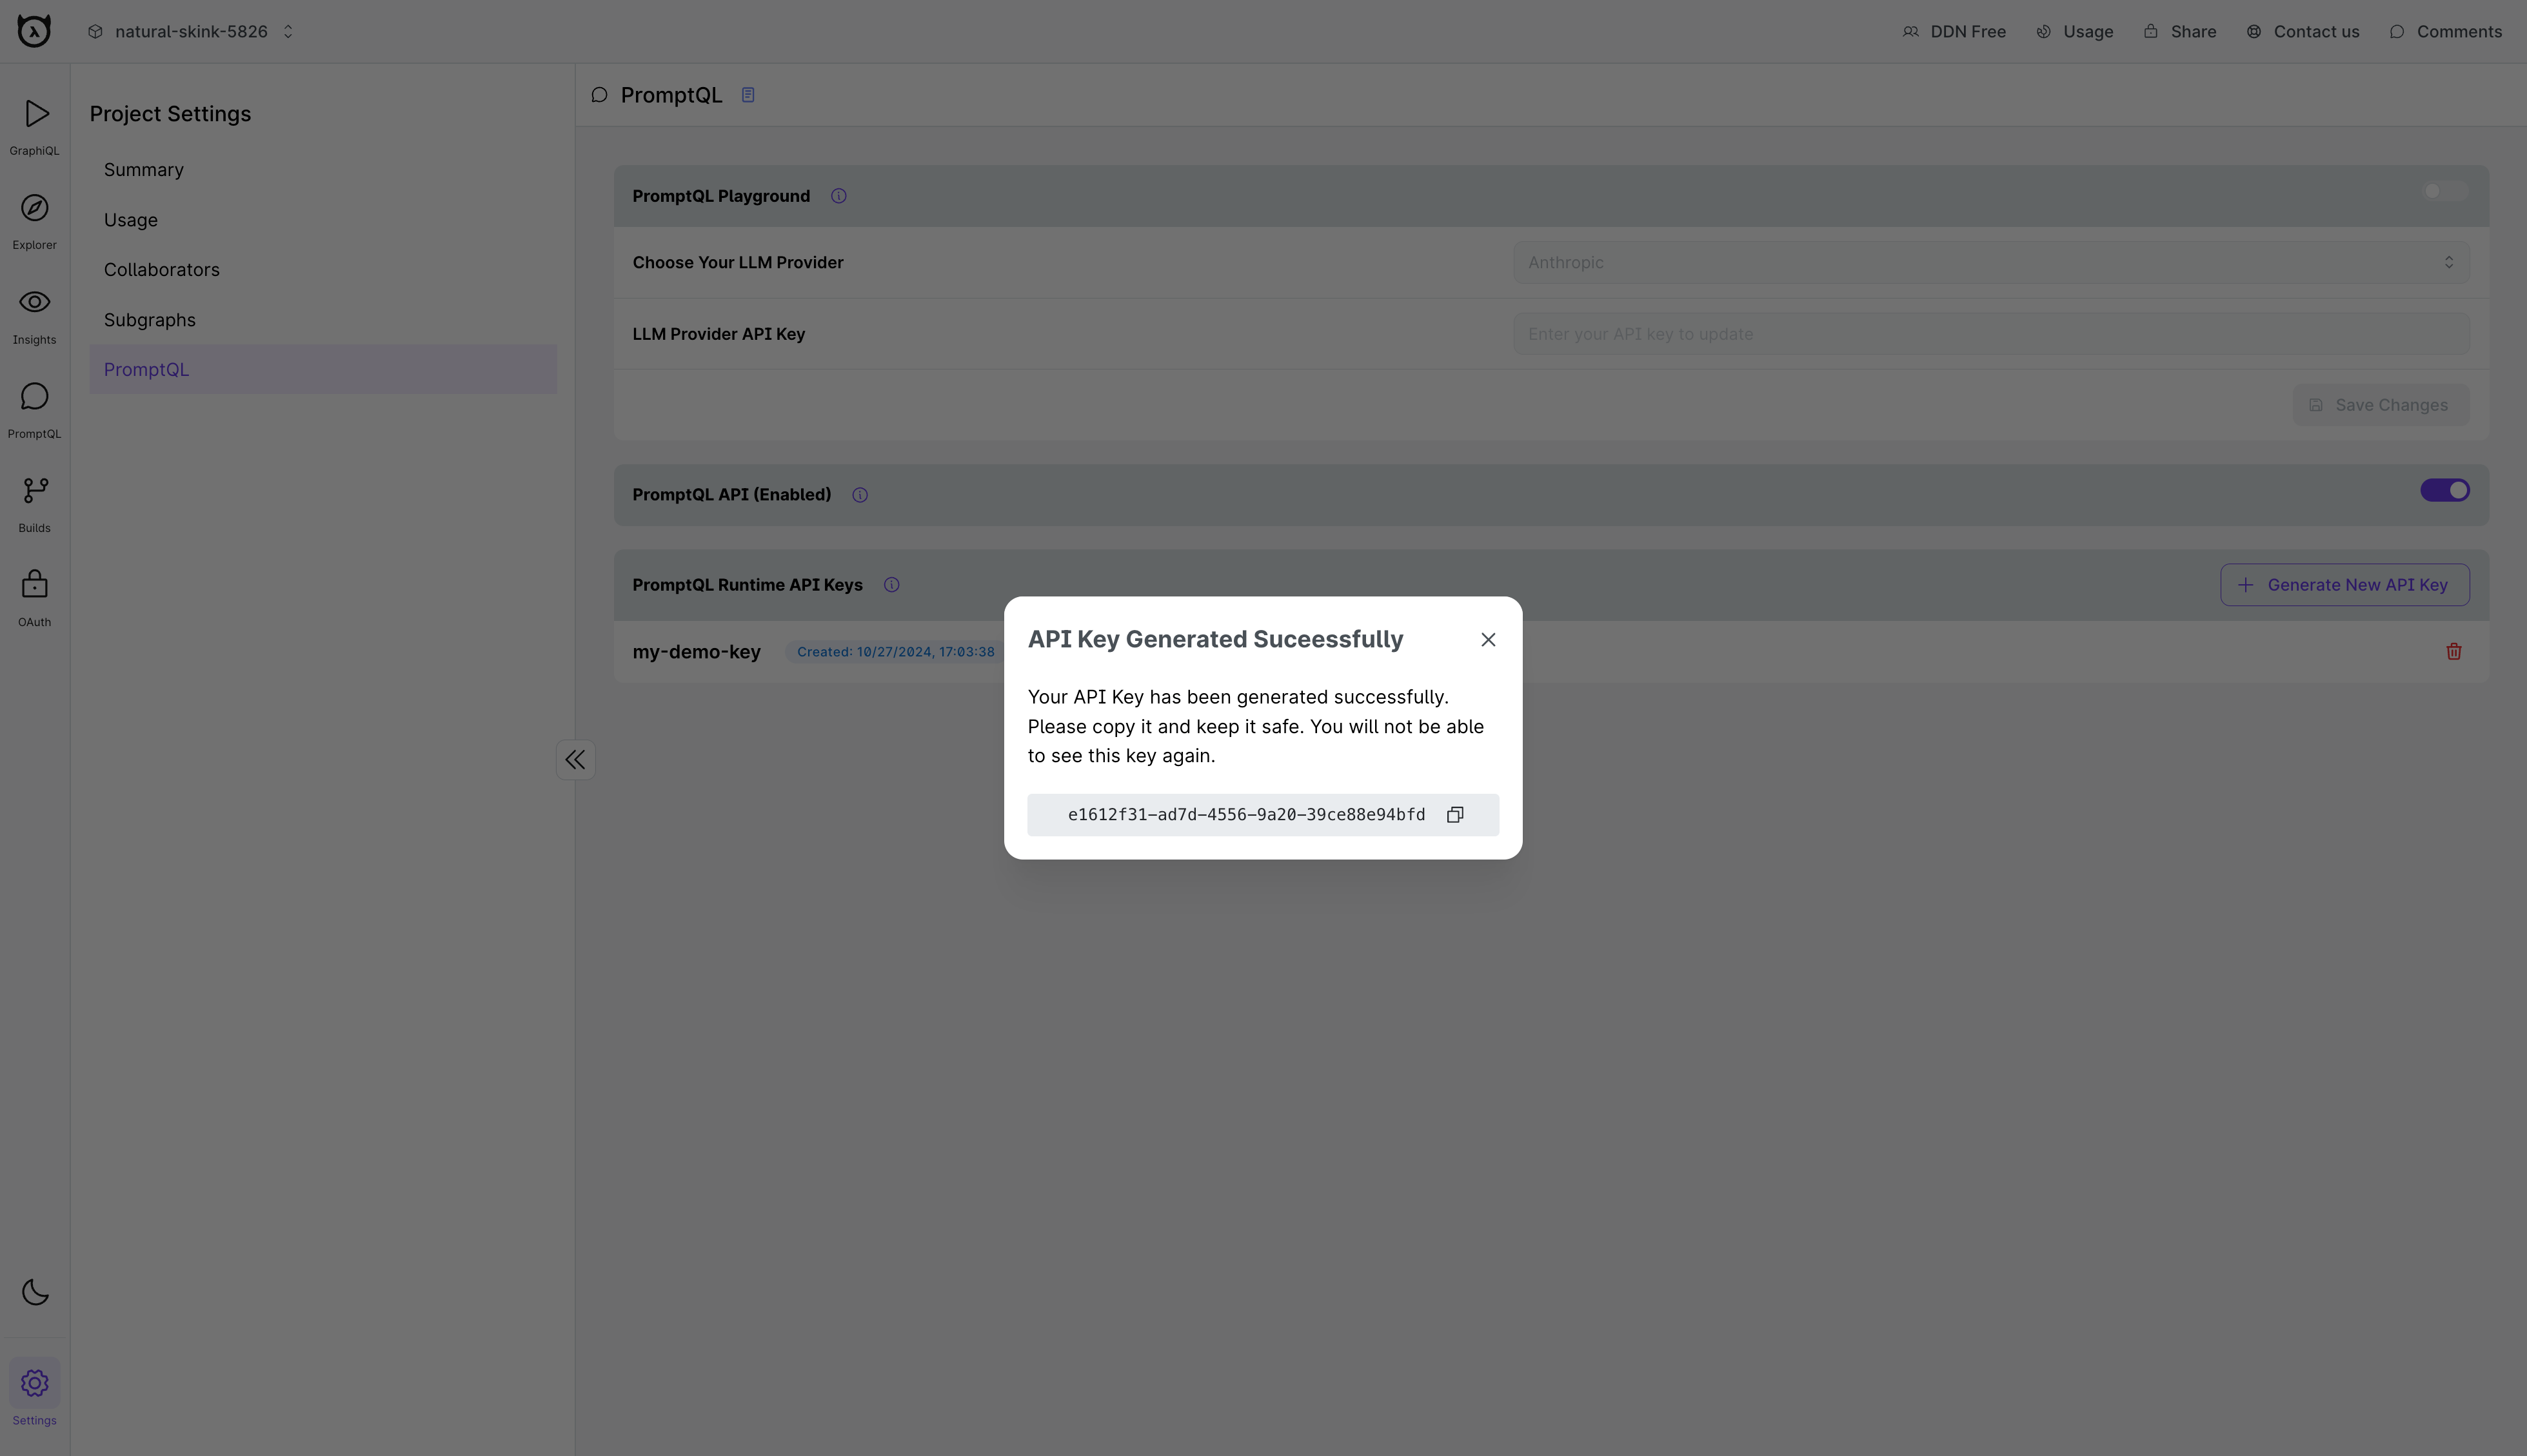 natural-skink-5826
DDN Free
Usage
Share
Contact us
Comments
GraphiQL
Explorer
Insights
PromptQL
Builds
OAuth
Settings
Project Settings
Summary
Usage
Collaborators
Subgraphs
PromptQL
PromptQL
PromptQL Playground
Choose Your LLM Provider
Anthropic
LLM Provider API Key
Enter your API key to update
Save Changes
PromptQL API (Enabled)
PromptQL Runtime API Keys
Generate New API Key
my-demo-key
Created: 10/27/2024, 17:03:38
API Key Generated Suceessfully
Your API Key has been generated successfully.
Please copy it and keep it safe. You will not be able
to see this key again.
e1612f31-ad7d-4556-9a20-39ce88e94bfd